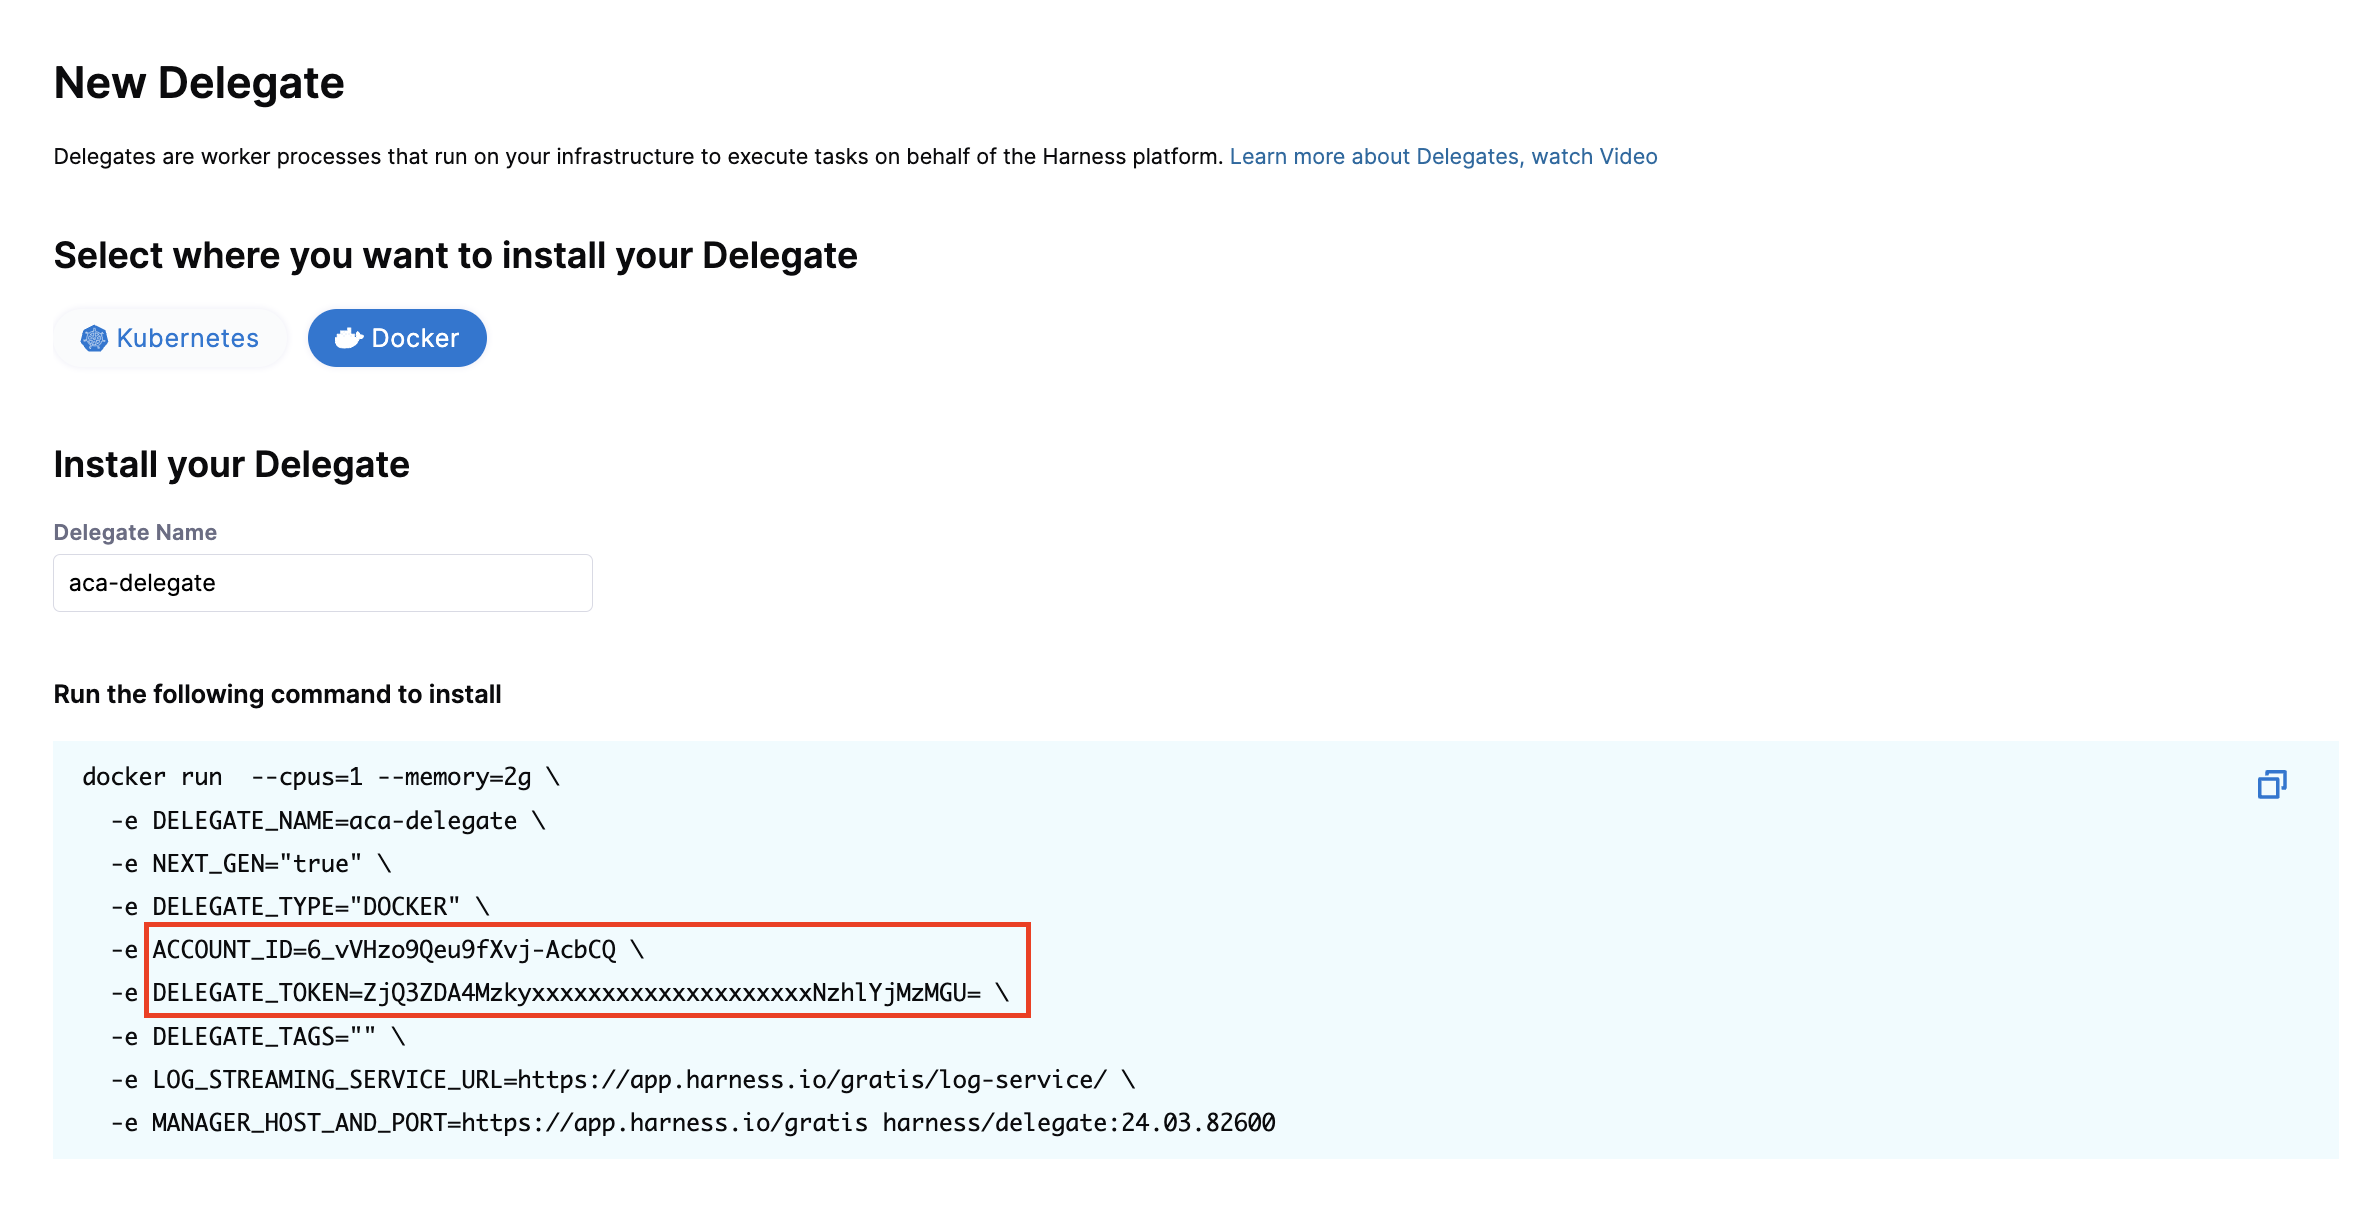 New Delegate
Delegates are worker processes that run on your infrastructure to execute tasks on behalf of the Harness platform. Learn more about Delegates, watch Video
Select where you want to install your Delegate
Kubernetes Docker
Install your Delegate
Delegate Name
aca-delegate
Run the following command to install
docker run  --cpus=1 --memory=2g \
  -e DELEGATE_NAME=aca-delegate \
  -e NEXT_GEN="true" \
  -e DELEGATE_TYPE="DOCKER" \
  -e ACCOUNT_ID=6_vVHzo9Qeu9fXvj-AcbCQ \
  -e DELEGATE_TOKEN=ZjQ3ZDA4MzkyxxxxxxxxxxxxxxxxxxxxNzhlYjMzMGU= \
  -e DELEGATE_TAGS="" \
  -e LOG_STREAMING_SERVICE_URL=https://app.harness.io/gratis/log-service/ \
  -e MANAGER_HOST_AND_PORT=https://app.harness.io/gratis harness/delegate:24.03.82600